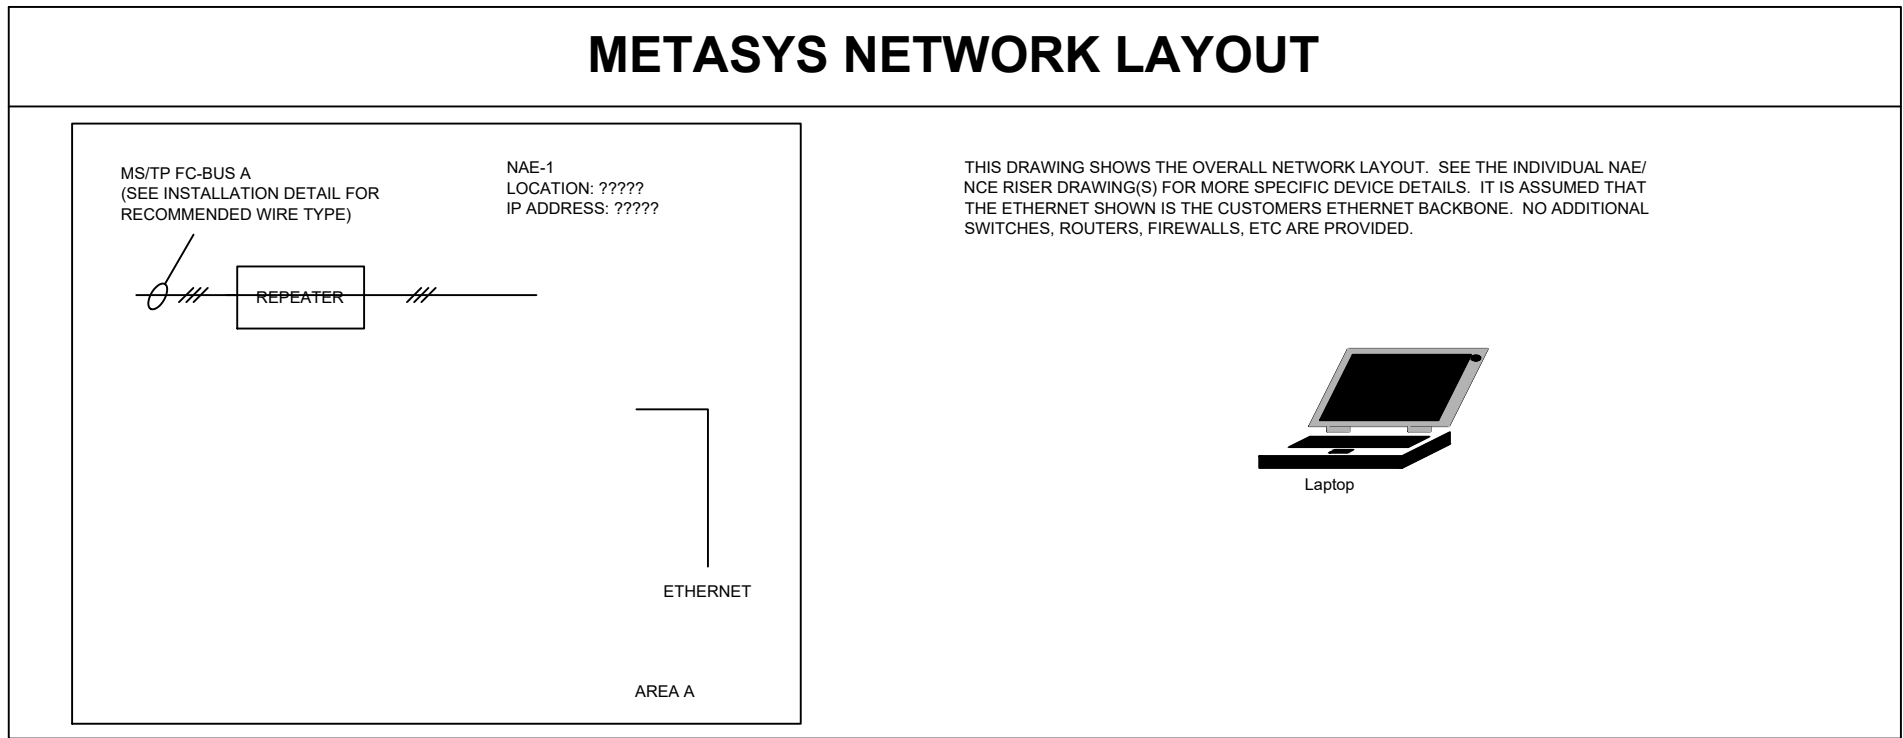 METASYS NETWORK LAYOUT
MS/TP FC-BUS A
(SEE INSTALLATION DETAIL FOR
RECOMMENDED WIRE TYPE)
NAE-1
LOCATION: ?????
IP ADDRESS: ?????
REPEATER
ETHERNET
AREA A
THIS DRAWING SHOWS THE OVERALL NETWORK LAYOUT.  SEE THE INDIVIDUAL NAE/
NCE RISER DRAWING(S) FOR MORE SPECIFIC DEVICE DETAILS.  IT IS ASSUMED THAT
THE ETHERNET SHOWN IS THE CUSTOMERS ETHERNET BACKBONE.  NO ADDITIONAL
SWITCHES, ROUTERS, FIREWALLS, ETC ARE PROVIDED.
Laptop